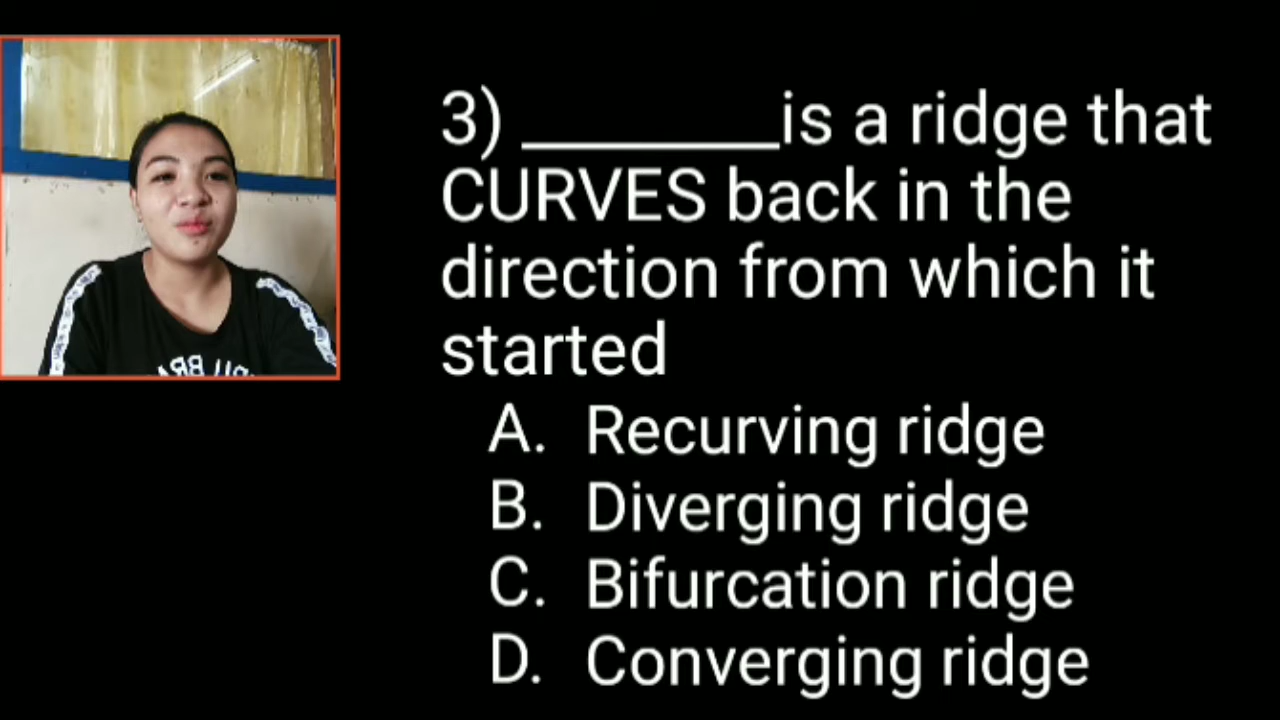 3) ________is a ridge that
CURVES back in the
direction from which it
started
A. Recurving ridge
B. Diverging ridge
C. Bifurcation ridge
D. Converging ridge